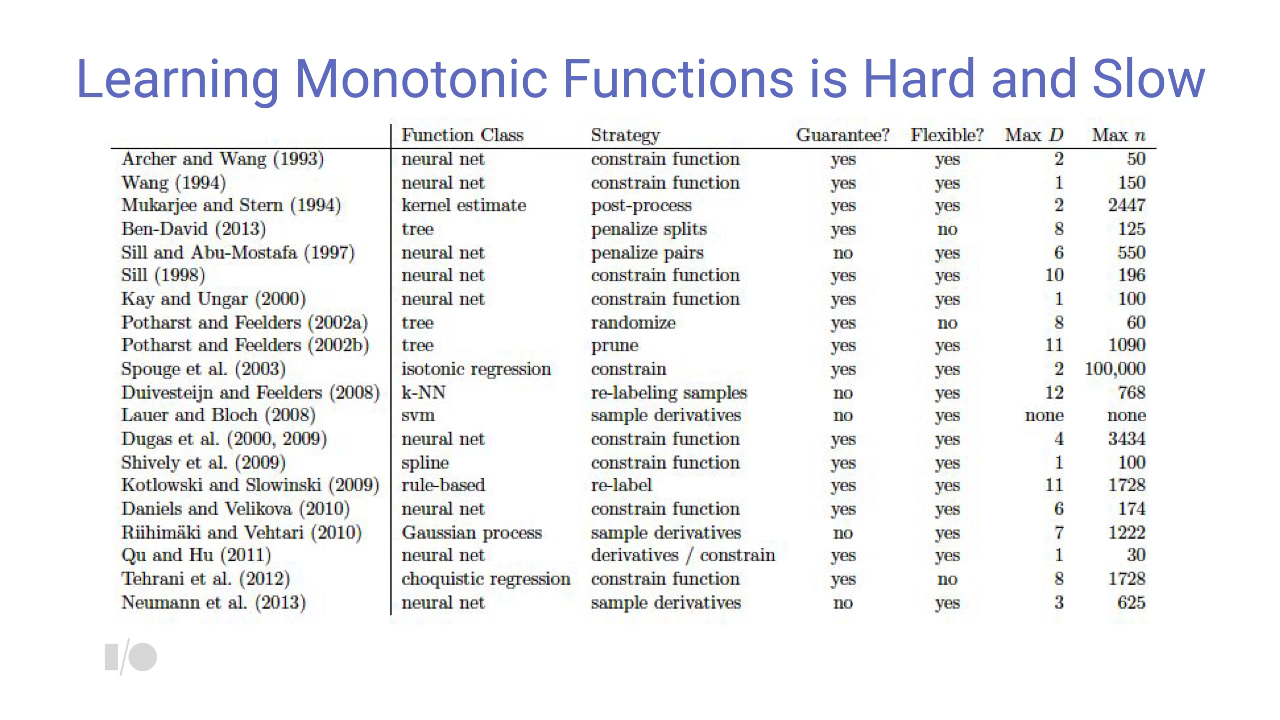 Learning Monotonic Functions is Hard and Slow
Function Class Strategy Guarantee? Flexible? Max D Max n
Archer and Wang (1993) neural net constrain function yes yes 2 50
Wang (1994) neural net constrain function yes yes 1 150
Mukarjee and Stern (1994) kernel estimate post-process yes yes 2 2447
Ben-David (2013) tree penalize splits yes no 8 125
Sill and Abu-Mostafa (1997) neural net penalize pairs no yes 6 550
Sill (1998) neural net constrain function yes yes 10 196
Kay and Ungar (2000) neural net constrain function yes yes 1 100
Potharst and Feelders (2002a) tree randomize yes no 8 60
Potharst and Feelders (2002b) tree prune yes yes 11 1090
Spouge et al. (2003) isotonic regression constrain yes yes 2 100,000
Duivesteijn and Feelders (2008) k-NN re-labeling samples no yes 12 768
Lauer and Bloch (2008) svm sample derivatives no yes none none
Dugas et al. (2000, 2009) neural net constrain function yes yes 4 3434
Shively et al. (2009) spline constrain function yes yes 1 100
Kotlowski and Slowinski (2009) rule-based re-label yes yes 11 1728
Daniels and Velikova (2010) neural net constrain function yes yes 6 174
Riihimäki and Vehtari (2010) Gaussian process sample derivatives no yes 7 1222
Qu and Hu (2011) neural net derivatives / constrain yes yes 1 30
Tehrani et al. (2012) choquistic regression constrain function yes no 8 1728
Neumann et al. (2013) neural net sample derivatives no yes 3 625
I/O